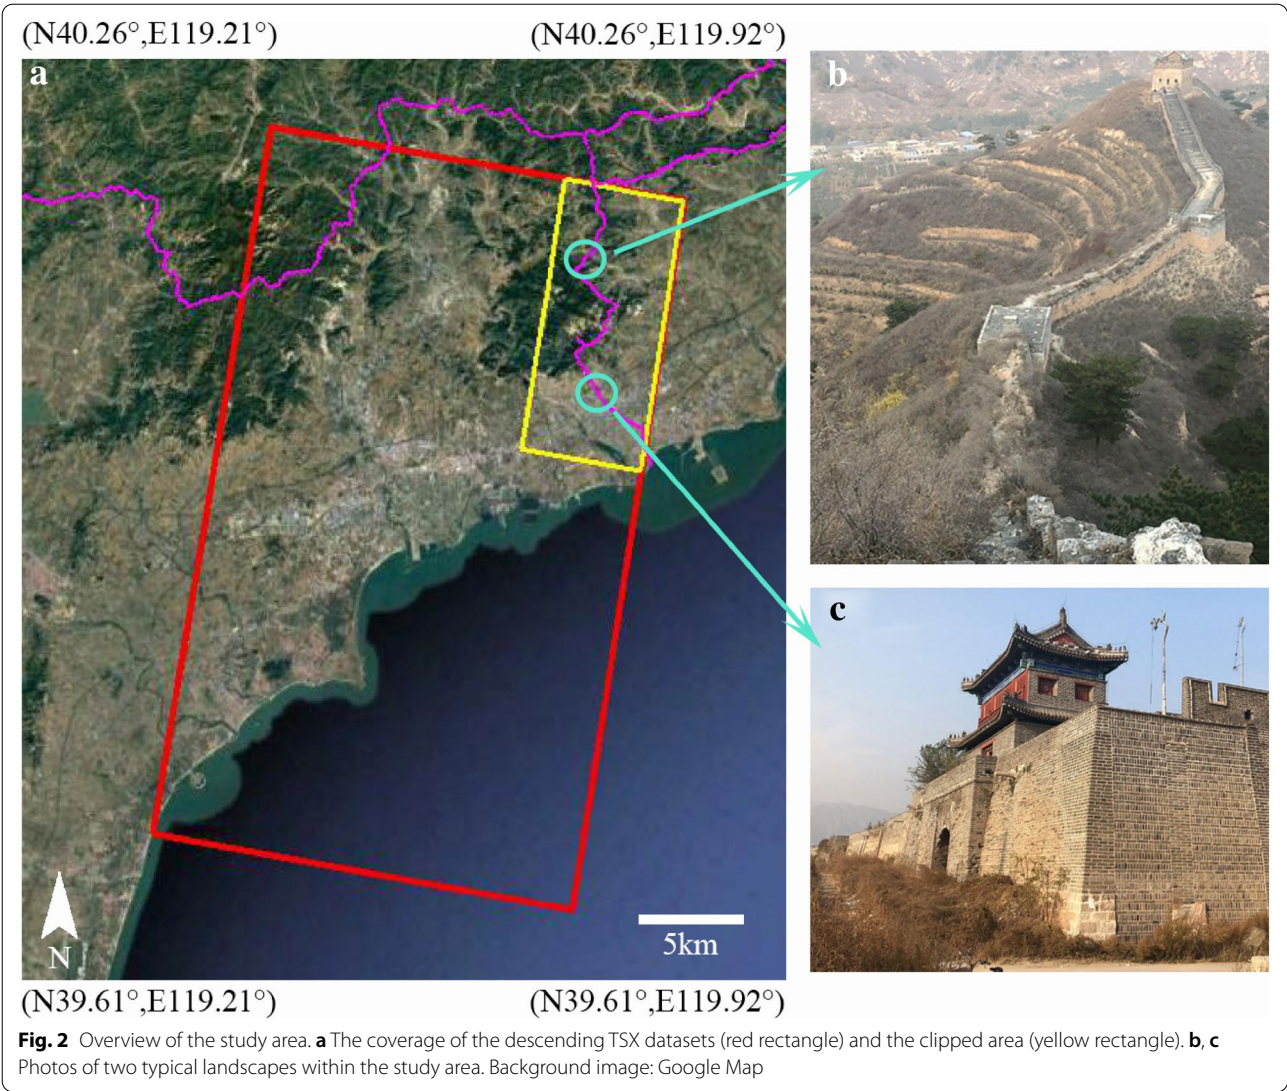 (N40.26°,E119.21°)
(N40.26°,E119.92°)
a
b
c
N
5km
(N39.61°,E119.21°)
(N39.61°,E119.92°)
Fig. 2 Overview of the study area. a The coverage of the descending TSX datasets (red rectangle) and the clipped area (yellow rectangle). b, c
Photos of two typical landscapes within the study area. Background image: Google Map